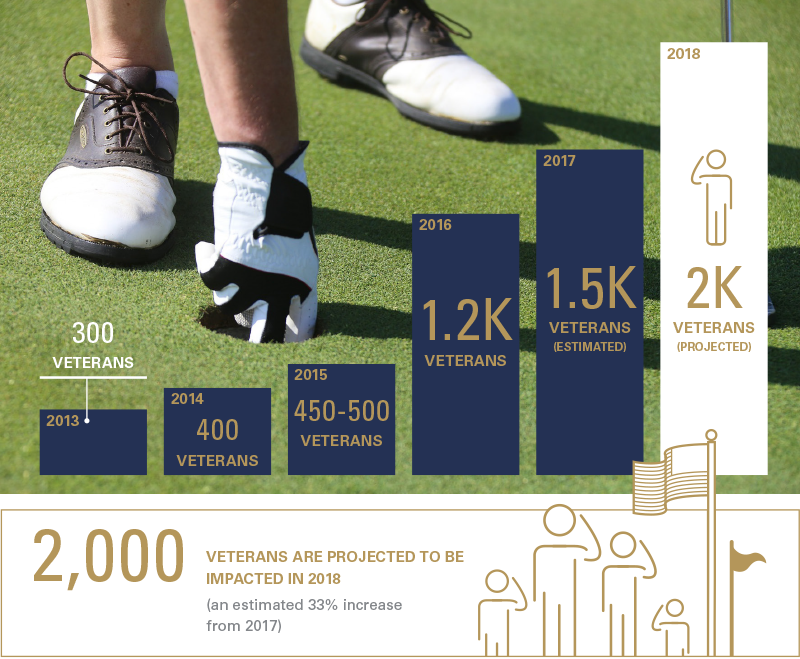 300
VETERANS
2013
2014
400
VETERANS
2015
450-500
VETERANS
2016
1.2K
VETERANS
2017
1.5K
VETERANS
(ESTIMATED)
2018
2K
VETERANS
(PROJECTED)
2,000
VETERANS ARE PROJECTED TO BE
IMPACTED IN 2018
(an estimated 33% increase
from 2017)